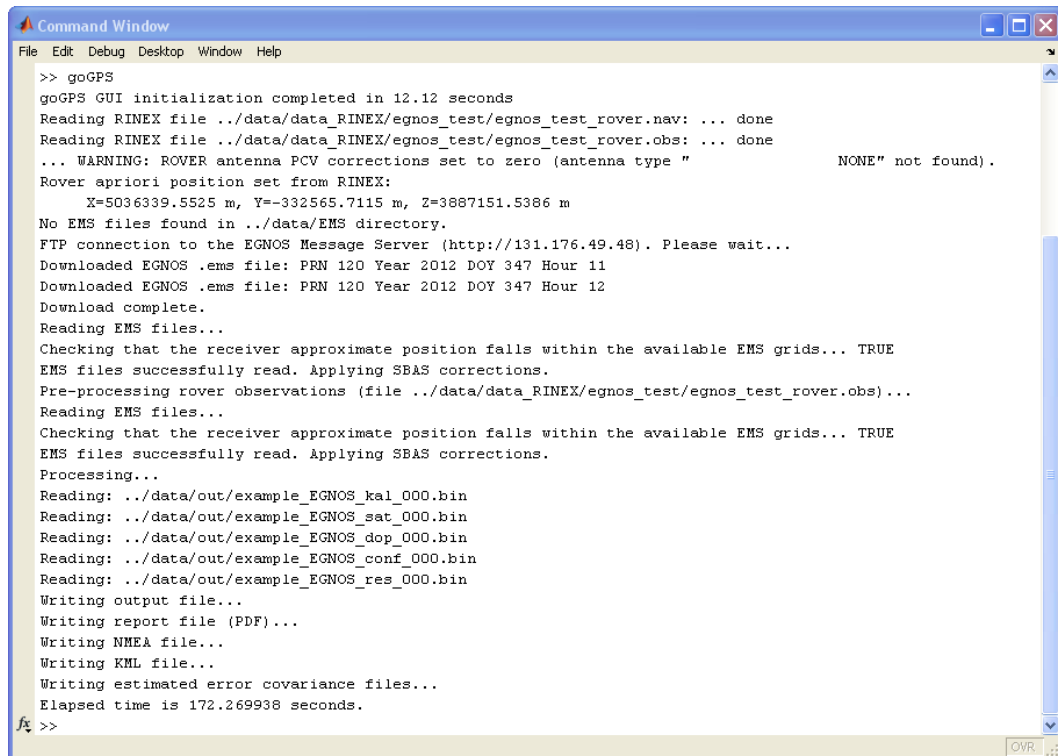 Command Window
File Edit Debug Desktop Window Help
>> goGPS
goGPS GUI initialization completed in 12.12 seconds
Reading RINEX file ../data/data_RINEX/egnos_test/egnos_test_rover.nav: ... done
Reading RINEX file ../data/data_RINEX/egnos_test/egnos_test_rover.obs: ... done
... WARNING: ROVER antenna PCV corrections set to zero (antenna type "                NONE" not found).
Rover apriori position set from RINEX:
     X=5036339.5525 m, Y=-332565.7115 m, Z=3887151.5386 m
No EMS files found in ../data/EMS directory.
FTP connection to the EGNOS Message Server (http://131.176.49.48). Please wait...
Downloaded EGNOS .ems file: PRN 120 Year 2012 DOY 347 Hour 11
Downloaded EGNOS .ems file: PRN 120 Year 2012 DOY 347 Hour 12
Download complete.
Reading EMS files...
Checking that the receiver approximate position falls within the available EMS grids... TRUE
EMS files successfully read. Applying SBAS corrections.
Pre-processing rover observations (file ../data/data_RINEX/egnos_test/egnos_test_rover.obs)...
Reading EMS files...
Checking that the receiver approximate position falls within the available EMS grids... TRUE
EMS files successfully read. Applying SBAS corrections.
Processing...
Reading: ../data/out/example_EGNOS_kal_000.bin
Reading: ../data/out/example_EGNOS_sat_000.bin
Reading: ../data/out/example_EGNOS_dop_000.bin
Reading: ../data/out/example_EGNOS_conf_000.bin
Reading: ../data/out/example_EGNOS_res_000.bin
Writing output file...
Writing report file (PDF)...
Writing NMEA file...
Writing KML file...
Writing estimated error covariance files...
Elapsed time is 172.269938 seconds.
fx >>
OVR